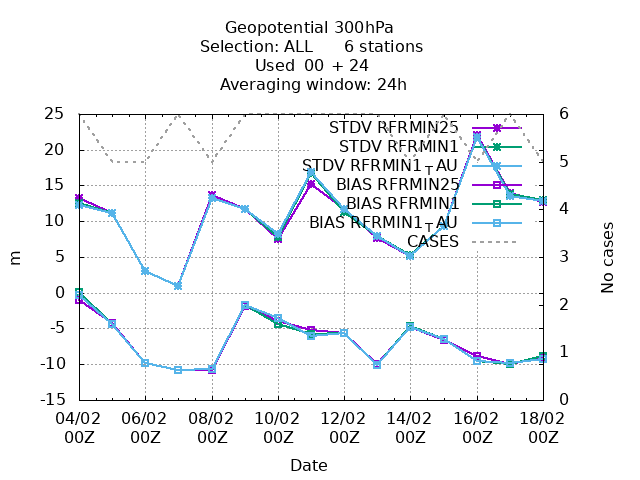 Geopotential 300hPa
Selection: ALL 6 stations
Used 00 + 24
Averaging window: 24h
25
20
15
10
5
0
-5
-10
-15
6
5
4
3
2
1
0
m
No cases
STDV RFRMIN25
STDV RFRMIN1
STDV RFRMIN1TAU
BIAS RFRMIN25
BIAS RFRMIN1
BIAS RFRMIN1TAU
CASES
04/02 06/02 08/02 10/02 12/02 14/02 16/02 18/02
00Z 00Z 00Z 00Z 00Z 00Z 00Z 00Z
Date